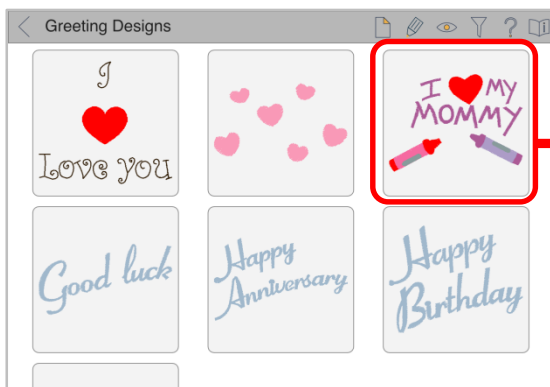 Greeting Designs
I
Love you
I MY
MOMMY
Good luck
Happy
Anniversary
Happy
Birthday